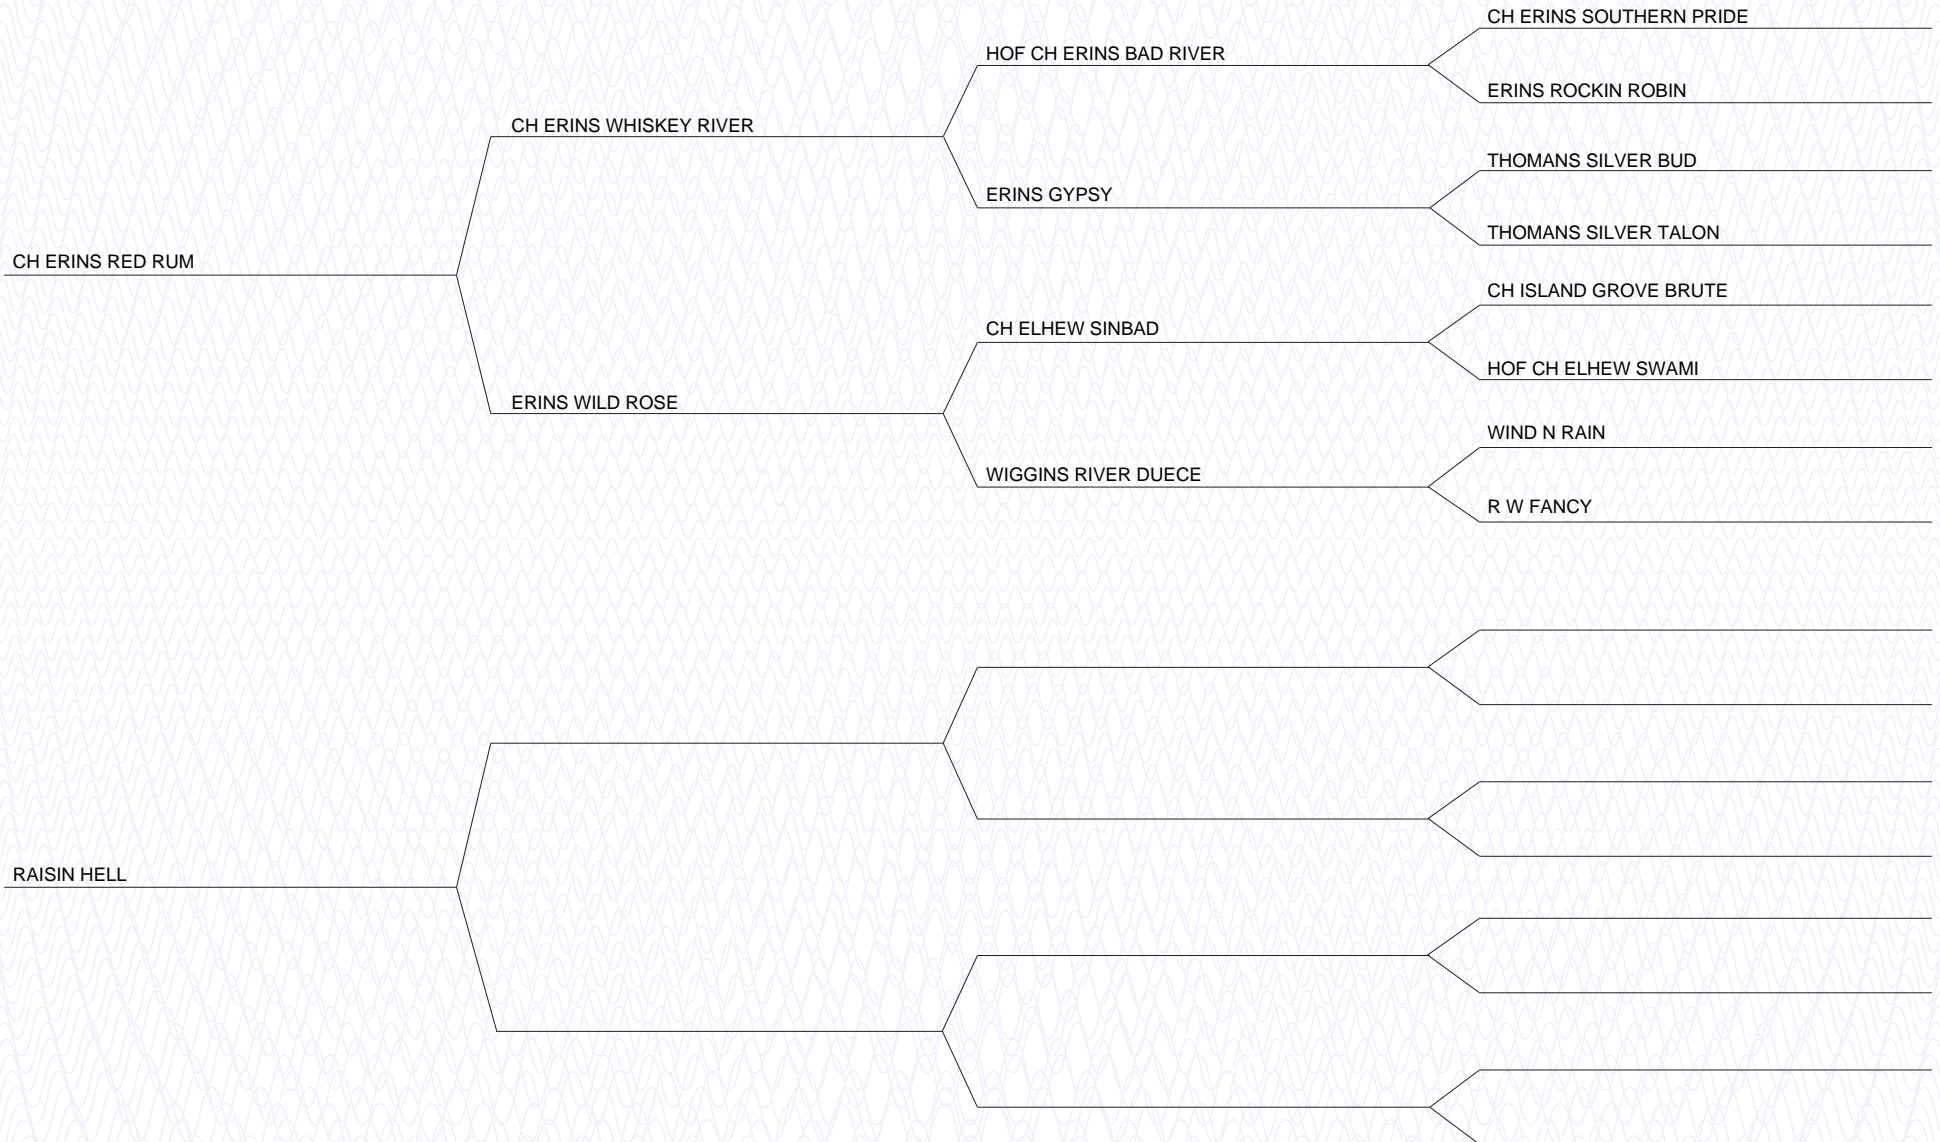 CH ERINS SOUTHERN PRIDE
HOF CH ERINS BAD RIVER
ERINS ROCKIN ROBIN
CH ERINS WHISKEY RIVER
THOMANS SILVER BUD
ERINS GYPSY
THOMANS SILVER TALON
CH ERINS RED RUM
CH ISLAND GROVE BRUTE
CH ELHEW SINBAD
HOF CH ELHEW SWAMI
ERINS WILD ROSE
WIND N RAIN
WIGGINS RIVER DUECE
R W FANCY
RAISIN HELL